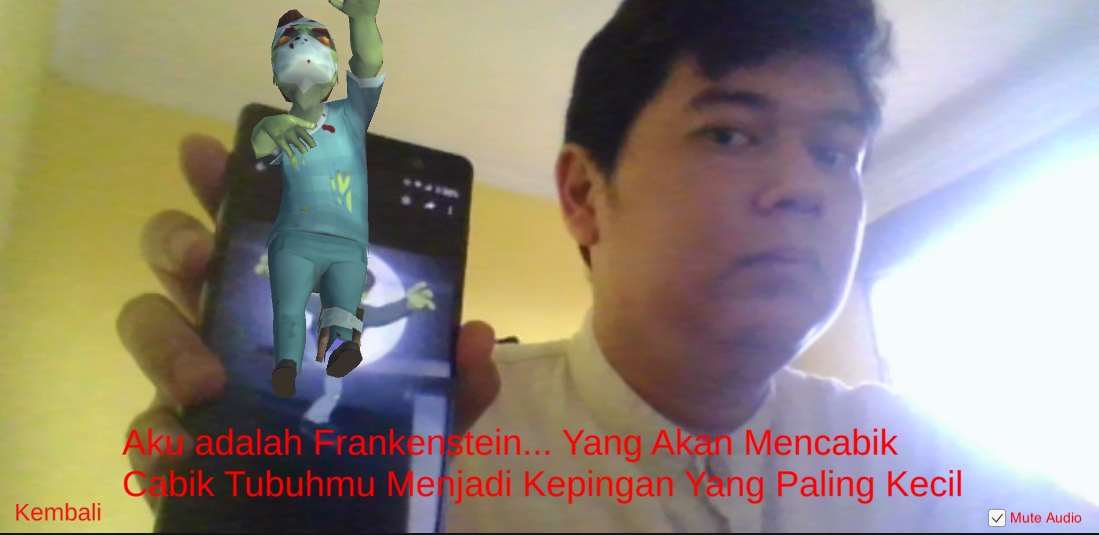 Aku adalah Frankenstein... Yang Akan Mencabik
Cabik Tubuhmu Menjadi Kepingan Yang Paling Kecil
Kembali
Mute Audio